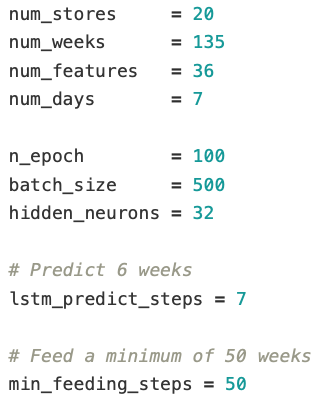 num_stores     = 20
num_weeks      = 135
num_features   = 36
num_days       = 7

n_epoch        = 100
batch_size     = 500
hidden_neurons = 32

# Predict 6 weeks
lstm_predict_steps = 7

# Feed a minimum of 50 weeks
min_feeding_steps = 50